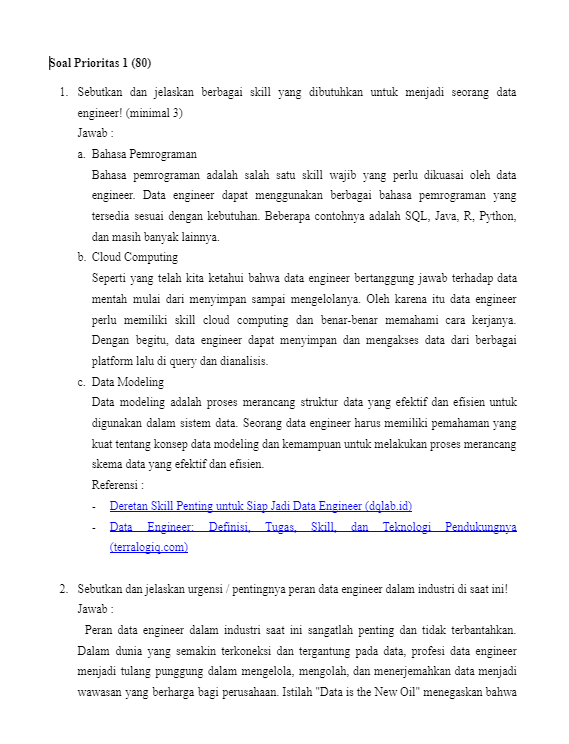 Soal Prioritas 1 (80)
1. Sebutkan dan jelaskan berbagai skill yang dibutuhkan untuk menjadi seorang data
engineer! (minimal 3)
Jawab :
a. Bahasa Pemrograman
Bahasa pemrograman adalah salah satu skill wajib yang perlu dikuasai oleh data
engineer. Data engineer dapat menggunakan berbagai bahasa pemrograman yang
tersedia sesuai dengan kebutuhan. Beberapa contohnya adalah SQL, Java, R, Python,
dan masih banyak lainnya.
b. Cloud Computing
Seperti yang telah kita ketahui bahwa data engineer bertanggung jawab terhadap data
mentah mulai dari menyimpan sampai mengelolanya. Oleh karena itu data engineer
perlu memiliki skill cloud computing dan benar-benar memahami cara kerjanya.
Dengan begitu, data engineer dapat menyimpan dan mengakses data dari berbagai
platform lalu di query dan dianalisis.
c. Data Modeling
Data modeling adalah proses merancang struktur data yang efektif dan efisien untuk
digunakan dalam sistem data. Seorang data engineer harus memiliki pemahaman yang
kuat tentang konsep data modeling dan kemampuan untuk melakukan proses merancang
skema data yang efektif dan efisien.
Referensi :
- Deretan Skill Penting untuk Siap Jadi Data Engineer (dqlab.id)
- Data Engineer: Definisi, Tugas, Skill, dan Teknologi Pendukungnya
(terralogiq.com)
2. Sebutkan dan jelaskan urgensi / pentingnya peran data engineer dalam industri di saat ini!
Jawab :
Peran data engineer dalam industri saat ini sangatlah penting dan tidak terbantahkan.
Dalam dunia yang semakin terkoneksi dan tergantung pada data, profesi data engineer
menjadi tulang punggung dalam mengelola, mengolah, dan menerjemahkan data menjadi
wawasan yang berharga bagi perusahaan. Istilah "Data is the New Oil" menegaskan bahwa